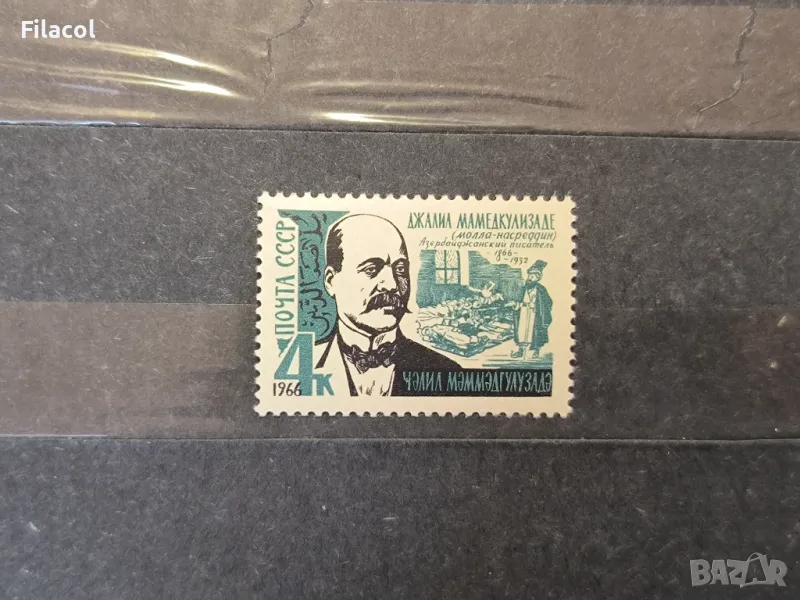 Filacol
ДЖАЛИЛ МАМЕДКУЛИЗАДЕ
(МОЛЛА-НАСРЕДДИН)
Азербайджанский писатель
-1866-
-1932
ПОЧТА СССР
4К
1966
ҸӘЛИЛ МӘММӘДГУЛУЗАДӘ
BAZAR